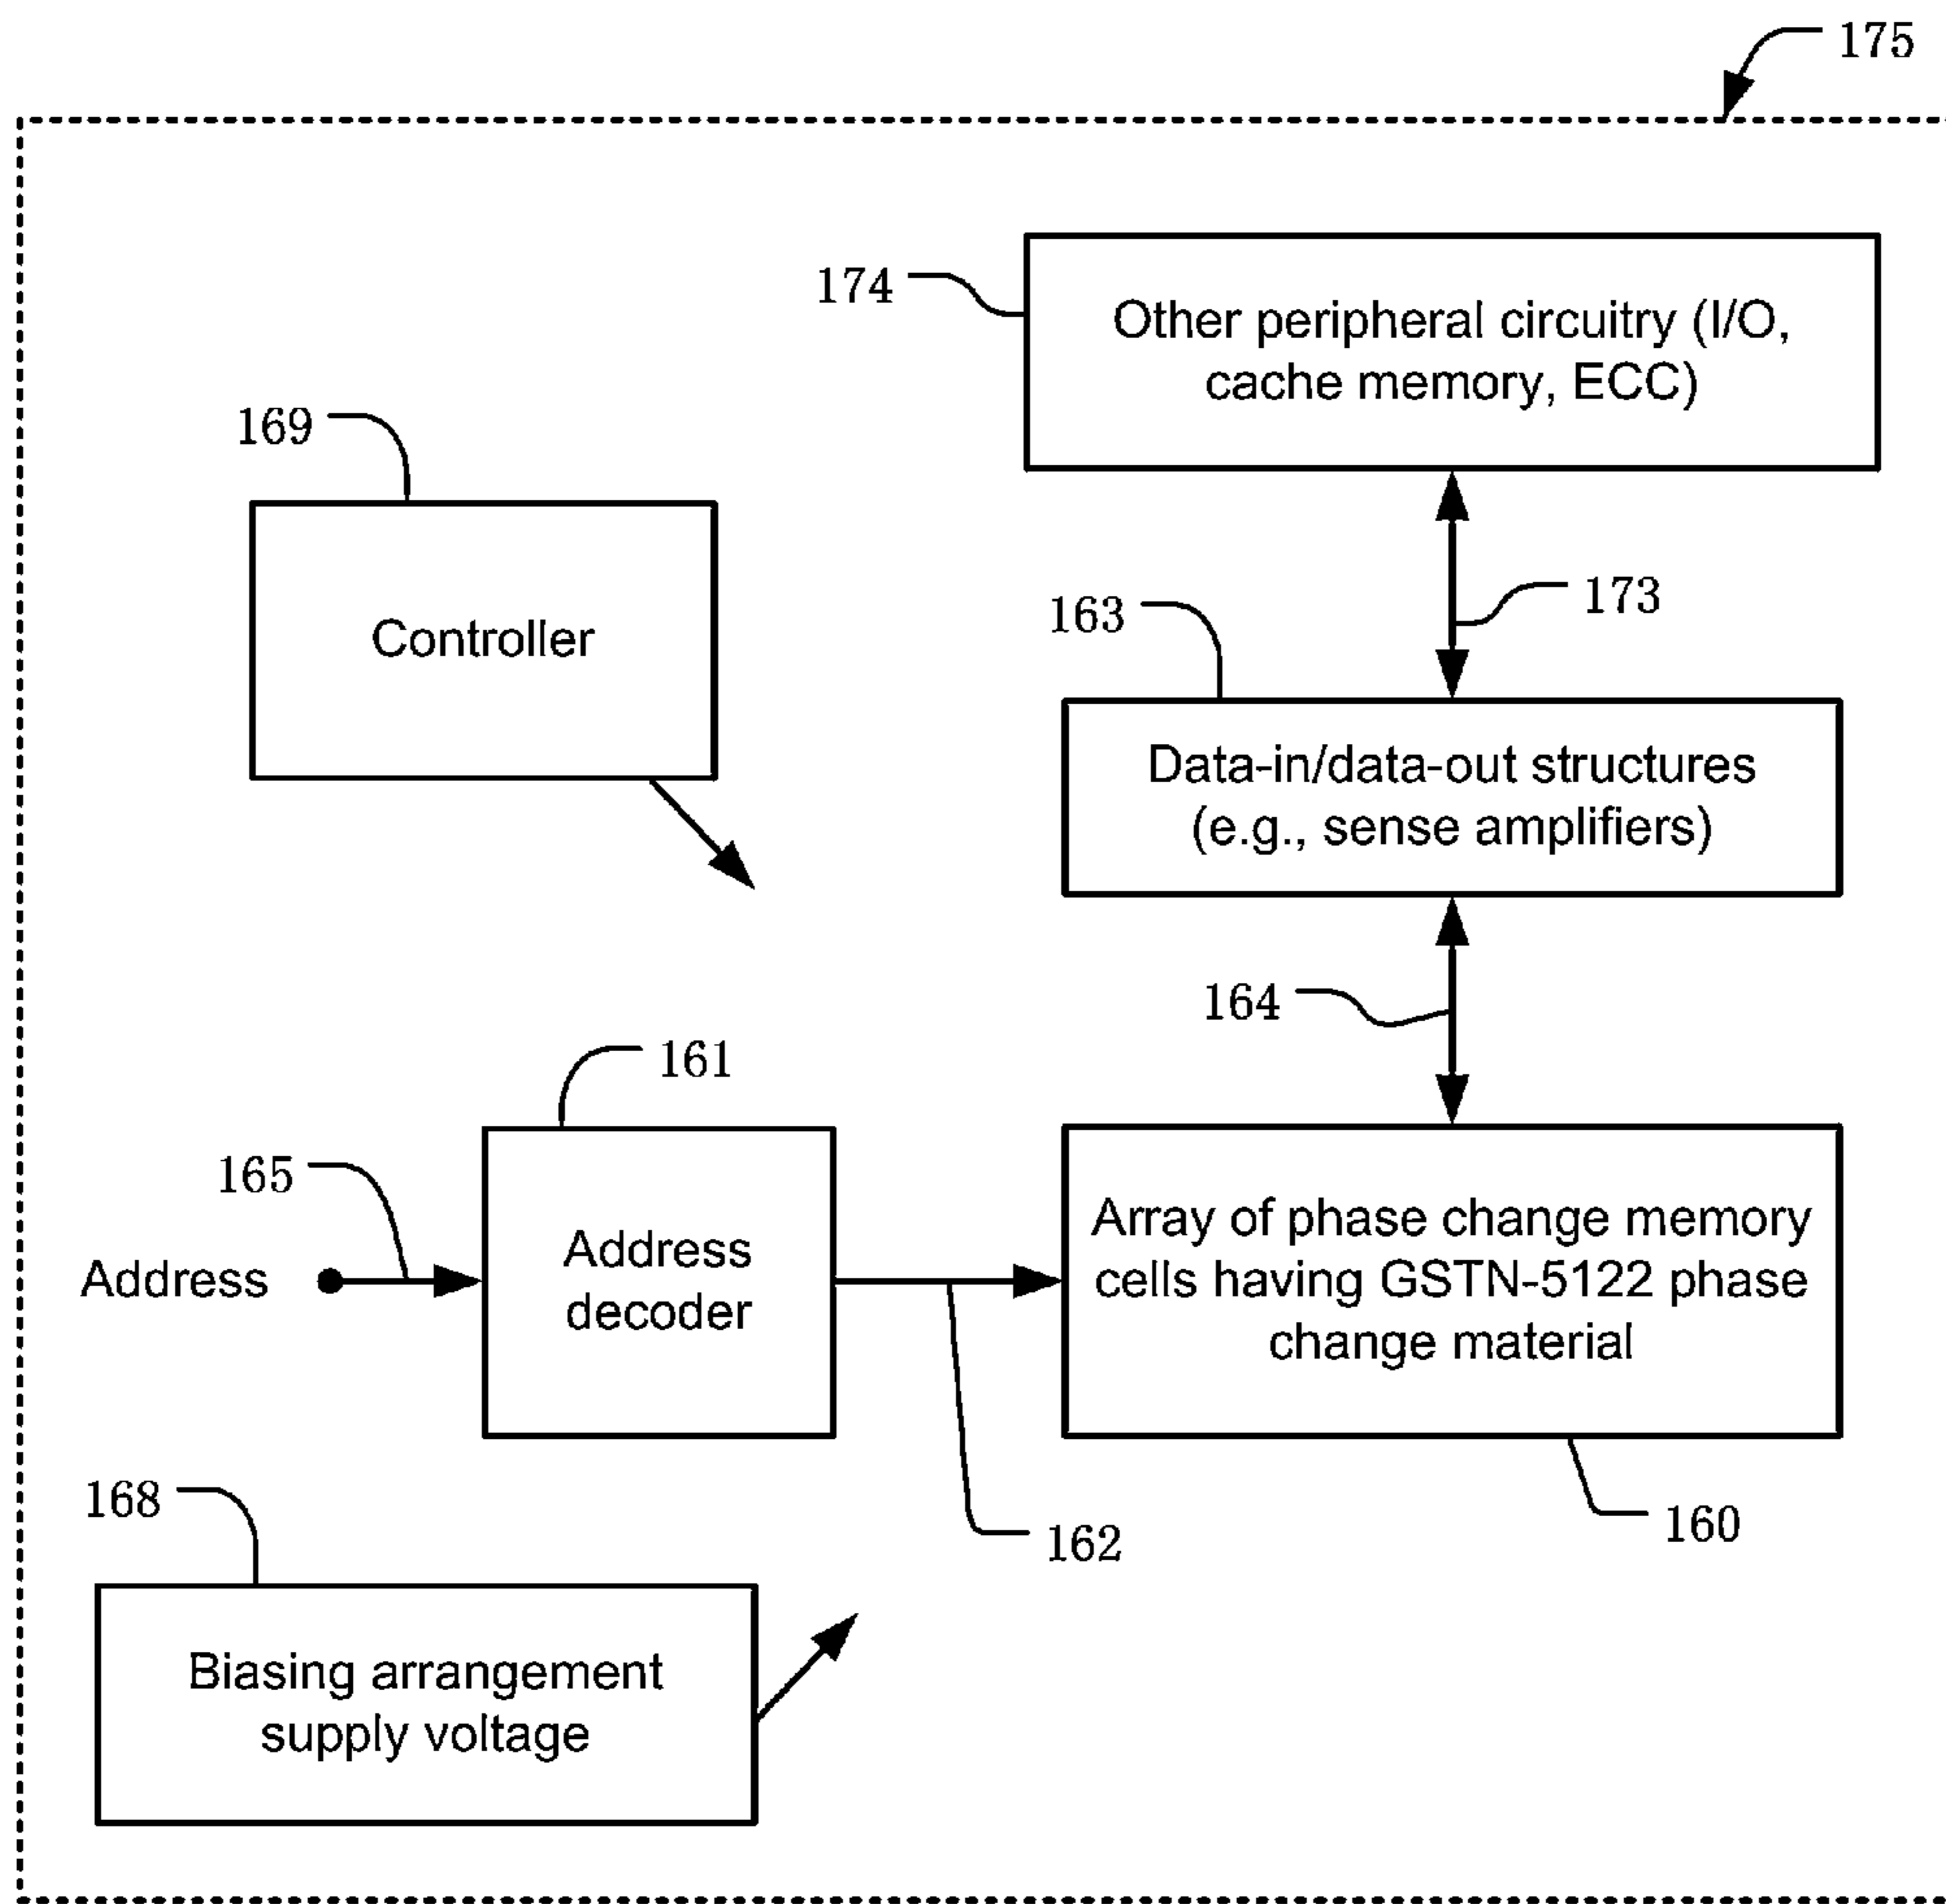 175
174
Other peripheral circuitry (I/O,
cache memory, ECC)
169
Controller
173
163
Data-in/data-out structures
(e.g., sense amplifiers)
164
161
165
Address
Address
decoder
Array of phase change memory
cells having GSTN-5122 phase
change material
168
162
160
Biasing arrangement
supply voltage